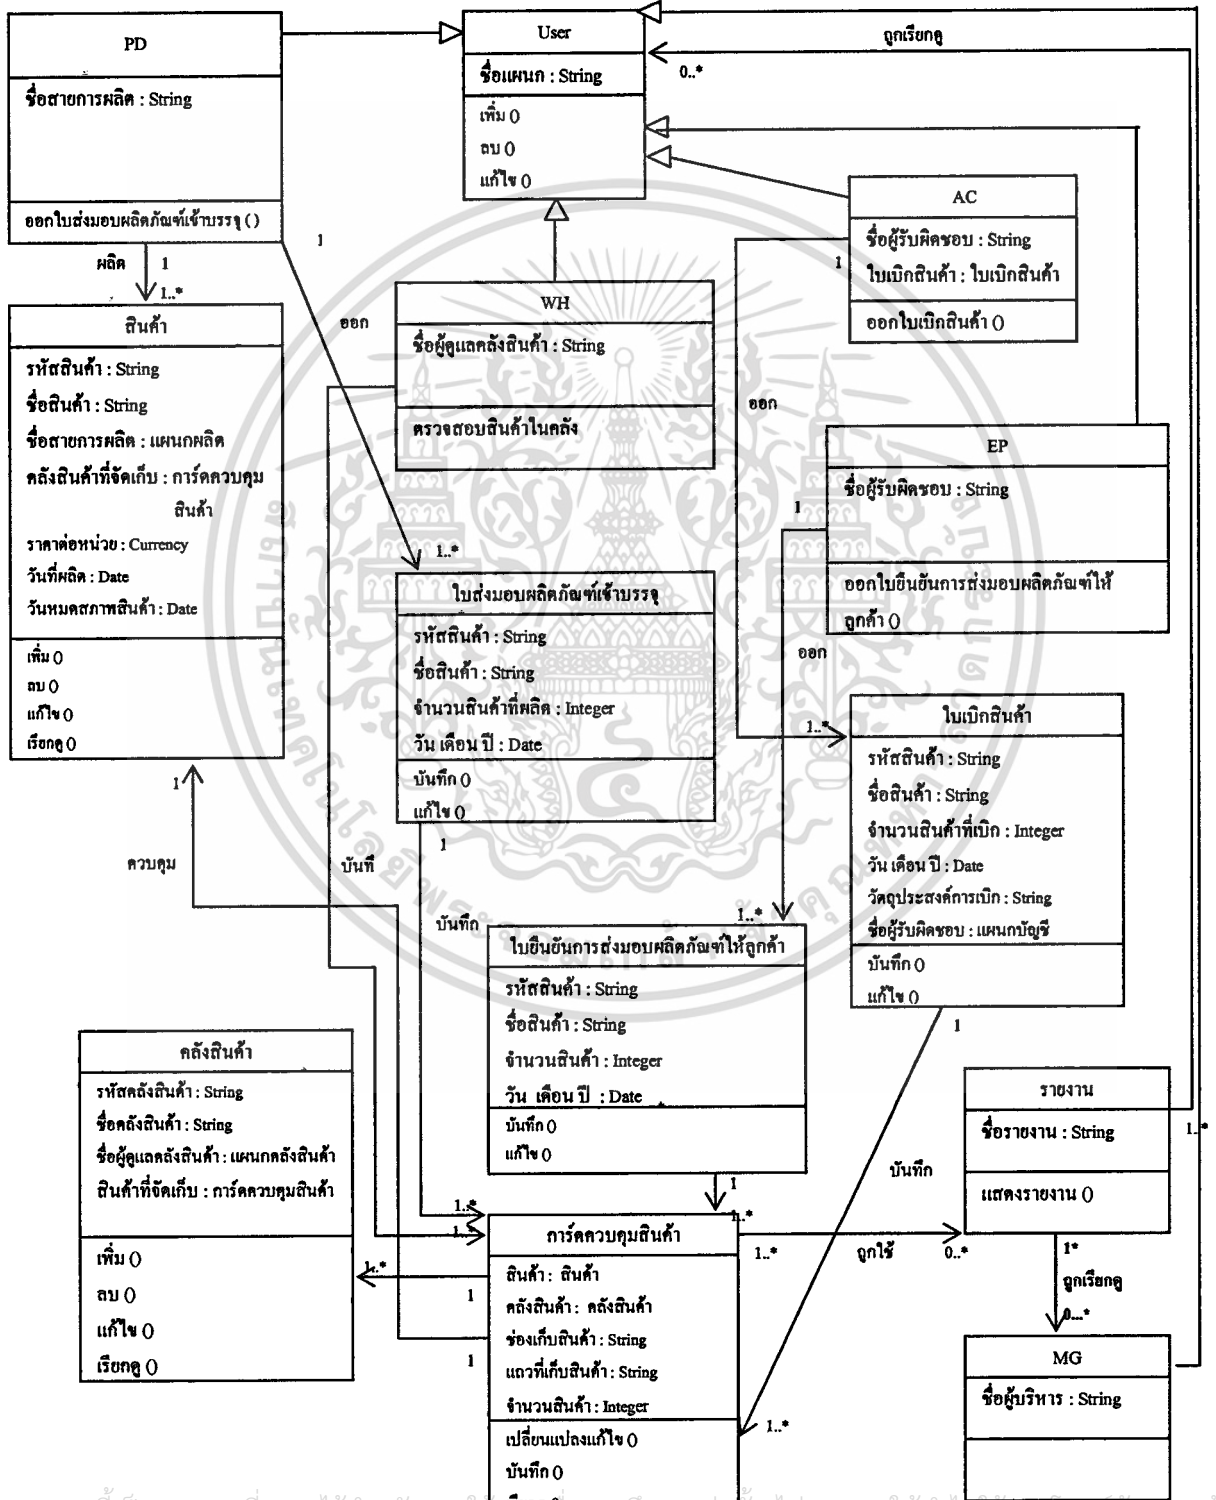 PD
ชื่อสายการผลิต : String
ออกใบส่งมอบผลิตภัณฑ์เข้าบรรจุ ()
User
ชื่อแผนก : String
เพิ่ม ()
ลบ ()
แก้ไข ()
ถูกเรียกดู
0..*
AC
ชื่อผู้รับผิดชอบ : String
ใบเบิกสินค้า : ใบเบิกสินค้า
ออกใบเบิกสินค้า ()
1
1
ผลิต
1
1..*
ออก
สินค้า
รหัสสินค้า : String
ชื่อสินค้า : String
ชื่อสายการผลิต : แผนกผลิต
คลังสินค้าที่จัดเก็บ : การ์ดควบคุม
สินค้า
ราคาต่อหน่วย : Currency
วันที่ผลิต : Date
วันหมดสภาพสินค้า : Date
เพิ่ม ()
ลบ ()
แก้ไข ()
เรียกดู ()
WH
ชื่อผู้ดูแลคลังสินค้า : String
ตรวจสอบสินค้าในคลัง
ออก
EP
ชื่อผู้รับผิดชอบ : String
ออกใบยืนยันการส่งมอบผลิตภัณฑ์ให้
ลูกค้า ()
1
ออก
1..*
ใบส่งมอบผลิตภัณฑ์เข้าบรรจุ
รหัสสินค้า : String
ชื่อสินค้า : String
จำนวนสินค้าที่ผลิต : Integer
วัน เดือน ปี : Date
บันทึก ()
แก้ไข ()
1..*
ใบเบิกสินค้า
รหัสสินค้า : String
ชื่อสินค้า : String
จำนวนสินค้าที่เบิก : Integer
วัน เดือน ปี : Date
วัตถุประสงค์การเบิก : String
ชื่อผู้รับผิดชอบ : แผนกบัญชี
บันทึก ()
แก้ไข ()
1
1
ควบคุม
บันทึ
บันทึก
1..*
ใบยืนยันการส่งมอบผลิตภัณฑ์ให้ลูกค้า
รหัสสินค้า : String
ชื่อสินค้า : String
จำนวนสินค้า : Integer
วัน เดือน ปี : Date
บันทึก ()
แก้ไข ()
1
คลังสินค้า
รหัสคลังสินค้า : String
ชื่อคลังสินค้า : String
ชื่อผู้ดูแลคลังสินค้า : แผนกคลังสินค้า
สินค้าที่จัดเก็บ : การ์ดควบคุมสินค้า
เพิ่ม ()
ลบ ()
แก้ไข ()
เรียกดู ()
รายงาน
ชื่อรายงาน : String
แสดงรายงาน ()
1..*
บันทึก
1
1..*
1..*
1..*
การ์ดควบคุมสินค้า
สินค้า : สินค้า
คลังสินค้า : คลังสินค้า
ช่องเก็บสินค้า : String
แถวที่เก็บสินค้า : String
จำนวนสินค้า : Integer
เปลี่ยนแปลงแก้ไข ()
บันทึก ()
1..*
ถูกใช้
0..*
1*
ถูกเรียกดู
0...*
1..*
1
1
1..*
MG
ชื่อผู้บริหาร : String